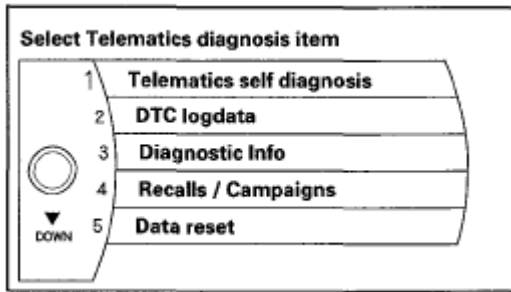 Select Telematics diagnosis item
1 Telematics self diagnosis
2 DTC logdata
3 Diagnostic Info
4 Recalls / Campaigns
5 Data reset
DOWN